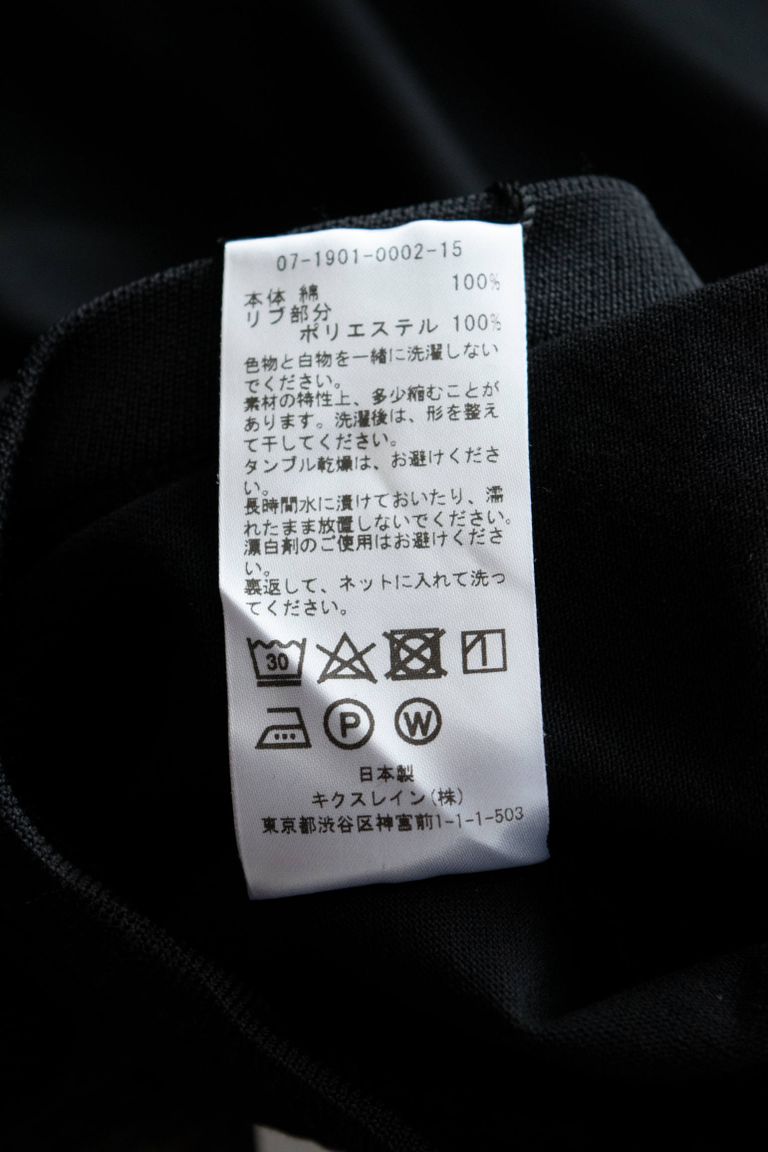 07-1901-0002-15
本体 綿 100%
リブ部分
ポリエステル 100%
色物と白物を一緒に洗濯しない
でください。
素材の特性上、多少縮むことが
あります。洗濯後は、形を整え
て干してください。
タンブル乾燥は、お避けくださ
い。
長時間水に漬けておいたり、濡
れたまま放置しないでください。
漂白剤のご使用はお避けくださ
い。
裏返して、ネットに入れて洗っ
てください。
30
P W
日本製
キクスレイン(株)
東京都渋谷区神宮前1-1-1-503